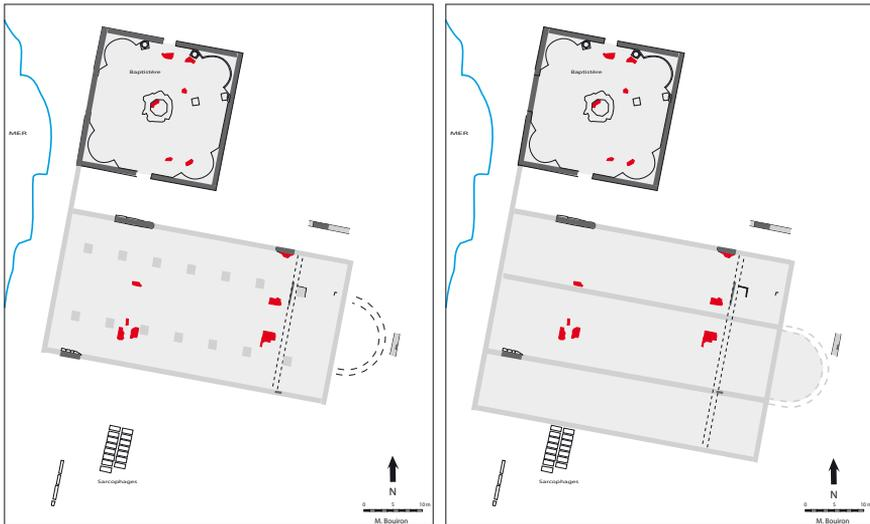 Baptistère
MER
Sarcophages
N
0 5 10 m
M. Bouiron
Baptistère
MER
Sarcophages
N
0 5 10 m
M. Bouiron